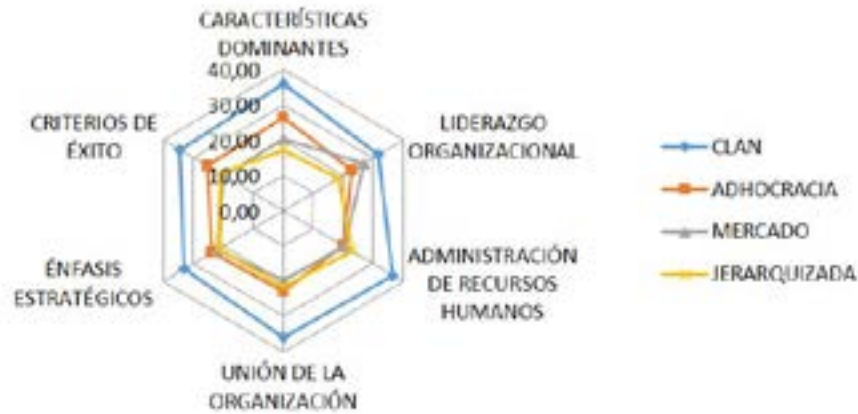 CARACTERÍSTICAS
DOMINANTES
40,00
30,00
20,00
10,00
0,00
LIDERAZGO
ORGANIZACIONAL
ADMINISTRACIÓN
DE RECURSOS
HUMANOS
UNIÓN DE LA
ORGANIZACIÓN
ÉNFASIS
ESTRATÉGICOS
CRITERIOS DE
ÉXITO
CLAN
ADHOCRACIA
MERCADO
JERARQUIZADA